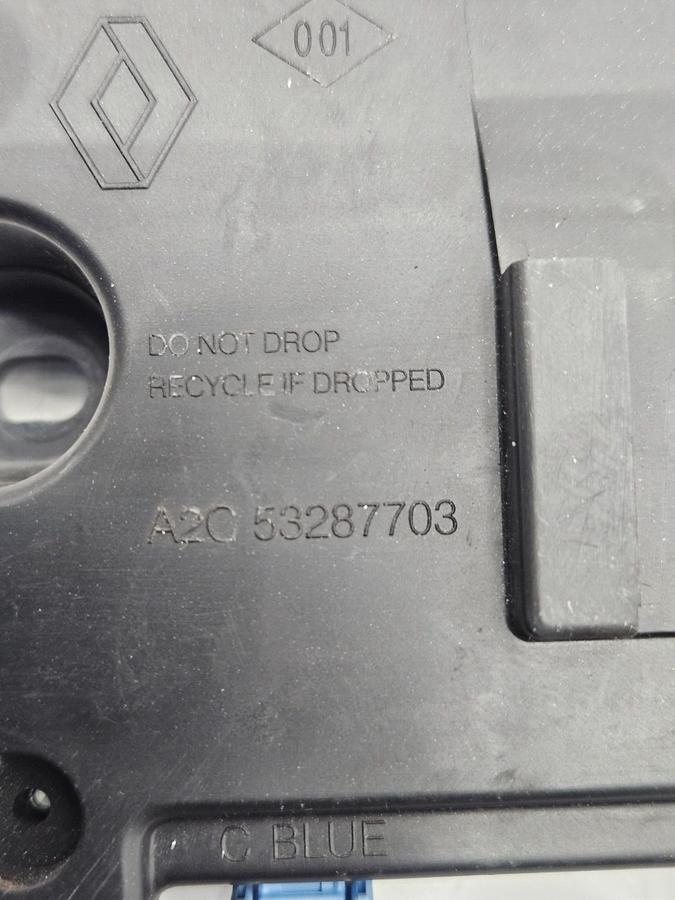 001
DO NOT DROP
RECYCLE IF DROPPED
A2C 53287703
C BLUE